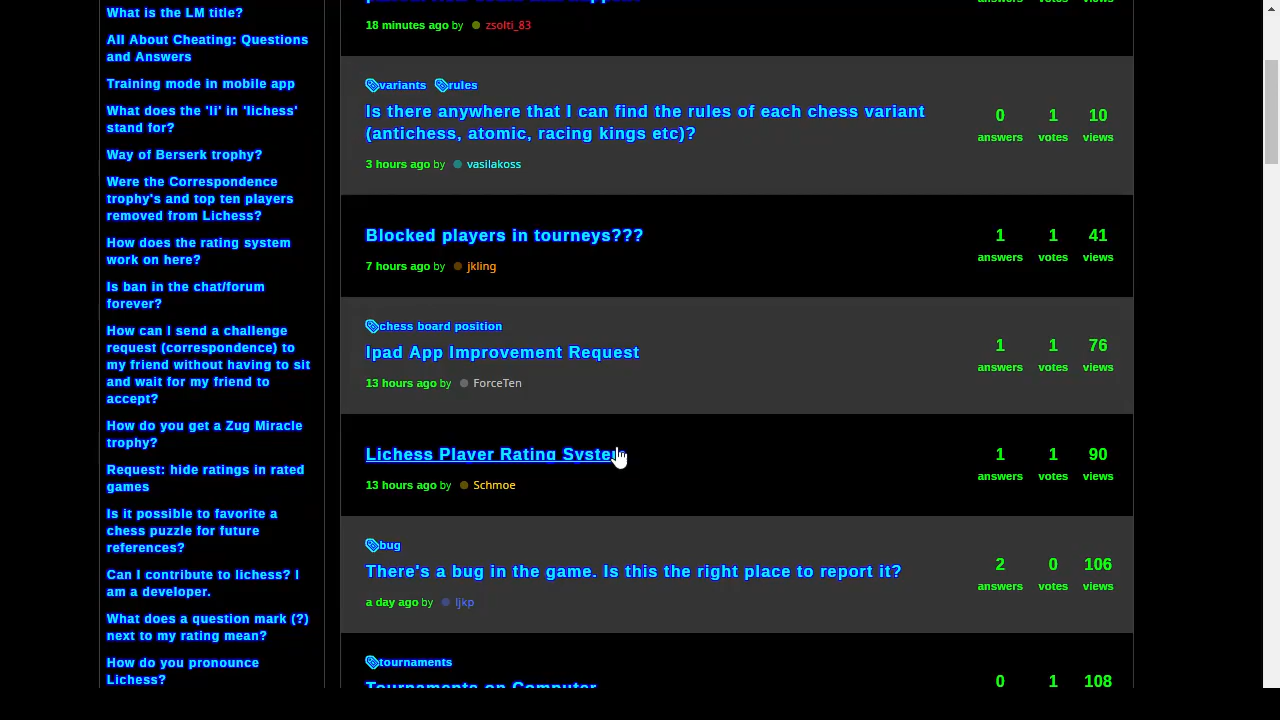 What is the LM title?
All About Cheating: Questions
and Answers
Training mode in mobile app
What does the 'li' in 'lichess'
stand for?
Way of Berserk trophy?
Were the Correspondence
trophy's and top ten players
removed from Lichess?
How does the rating system
work on here?
Is ban in the chat/forum
forever?
How can I send a challenge
request (correspondence) to
my friend without having to sit
and wait for my friend to
accept?
How do you get a Zug Miracle
trophy?
Request: hide ratings in rated
games
Is it possible to favorite a
chess puzzle for future
references?
Can I contribute to lichess? I
am a developer.
What does a question mark (?)
next to my rating mean?
How do you pronounce
Lichess?
18 minutes ago by zsolti_83
variants rules
Is there anywhere that I can find the rules of each chess variant
(antichess, atomic, racing kings etc)?
3 hours ago by vasilakoss
0 1 10
answers votes views
Blocked players in tourneys???
7 hours ago by jkling
1 1 41
answers votes views
chess board position
Ipad App Improvement Request
13 hours ago by ForceTen
1 1 76
answers votes views
Lichess Player Rating System
13 hours ago by Schmoe
1 1 90
answers votes views
bug
There's a bug in the game. Is this the right place to report it?
a day ago by ljkp
2 0 106
answers votes views
tournaments
Tournaments on Computer
0 1 108